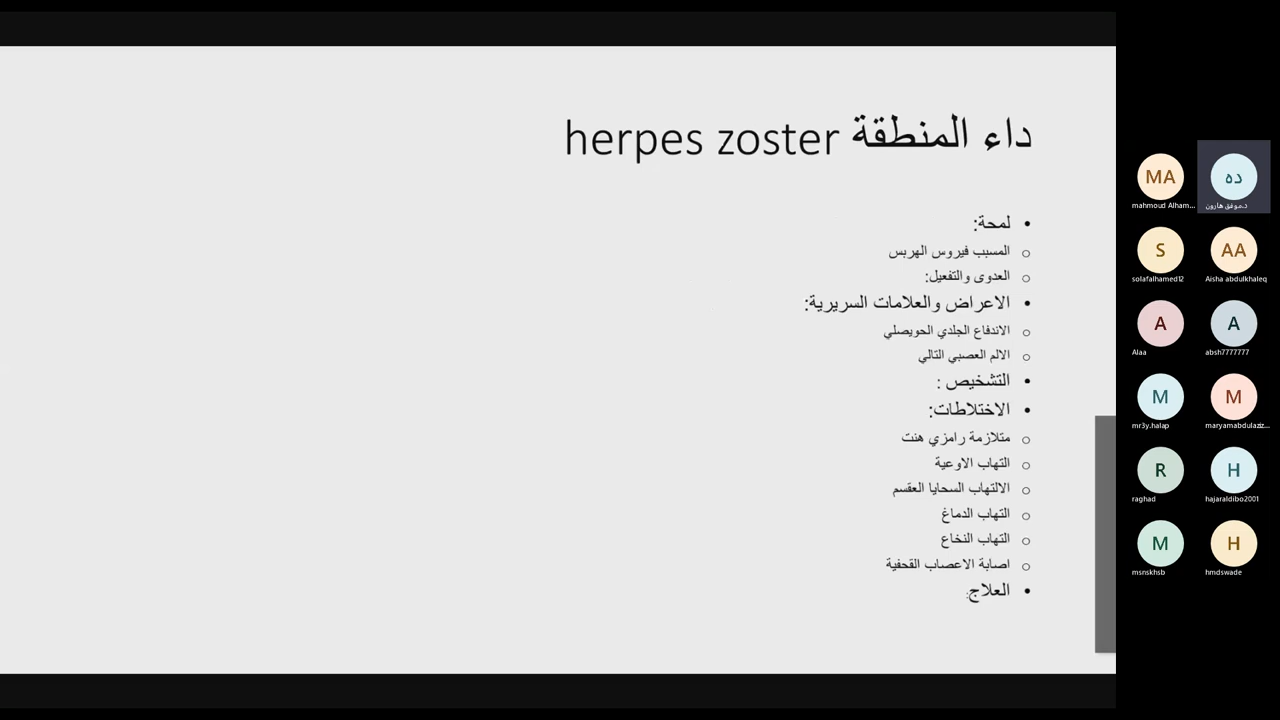 داء المنطقة herpes zoster
• لمحة:
o المسبب فيروس الهربس
o العدوى والتفعيل:
• الاعراض والعلامات السريرية:
o الاندفاع الجلدي الحويصلي
o الالم العصبي التالي
• التشخيص :
• الاختلاطات:
o متلازمة رامزي هنت
o التهاب الاوعية
o الالتهاب السحايا العقسم
o التهاب الدماغ
o التهاب النخاع
o اصابة الاعصاب القحفية
• العلاج:
MA
mahmoud Alham...
ده
د.موفق هارون
S
solafalhamed12
AA
Aisha abdulkhaleq
A
Alaa
A
absh7777777
M
mr3y.halap
M
maryamabdulaziz...
R
raghad
H
hajaraldibo2001
M
msnskhsb
H
hmdswade